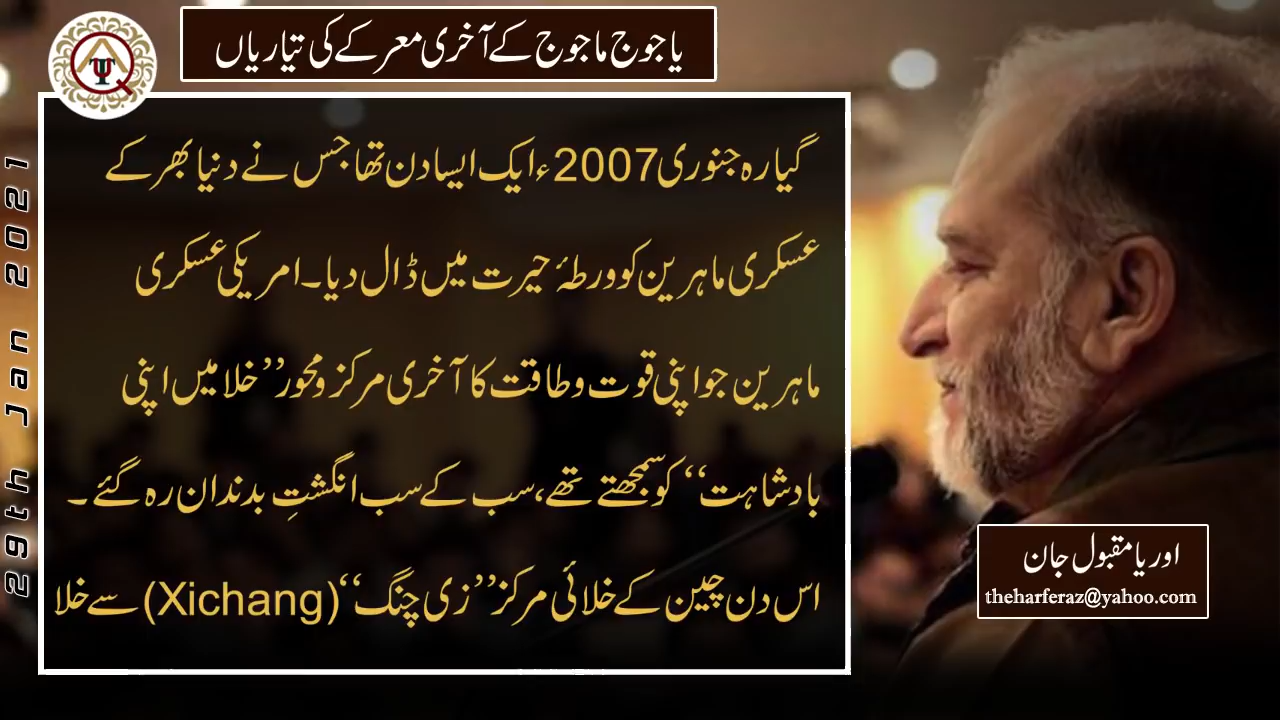 یاجوج ماجوج کے آخری معرکے کی تیاریاں
گیارہ جنوری 2007ء ایک ایسا دن تھا جس نے دنیا بھر کے
عسکری ماہرین کو ورطۂ حیرت میں ڈال دیا۔ امریکی عسکری
ماہرین جو اپنی قوت و طاقت کا آخری مرکز و محور ’’خلا میں اپنی
بادشاہت‘‘ کو سمجھتے تھے، سب کے سب انگشتِ بدندان رہ گئے۔
اس دن چین کے خلائی مرکز ’’زی چنگ‘‘ (Xichang) سے خلا
اوریا مقبول جان
theharferaz@yahoo.com
29th Jan 2021